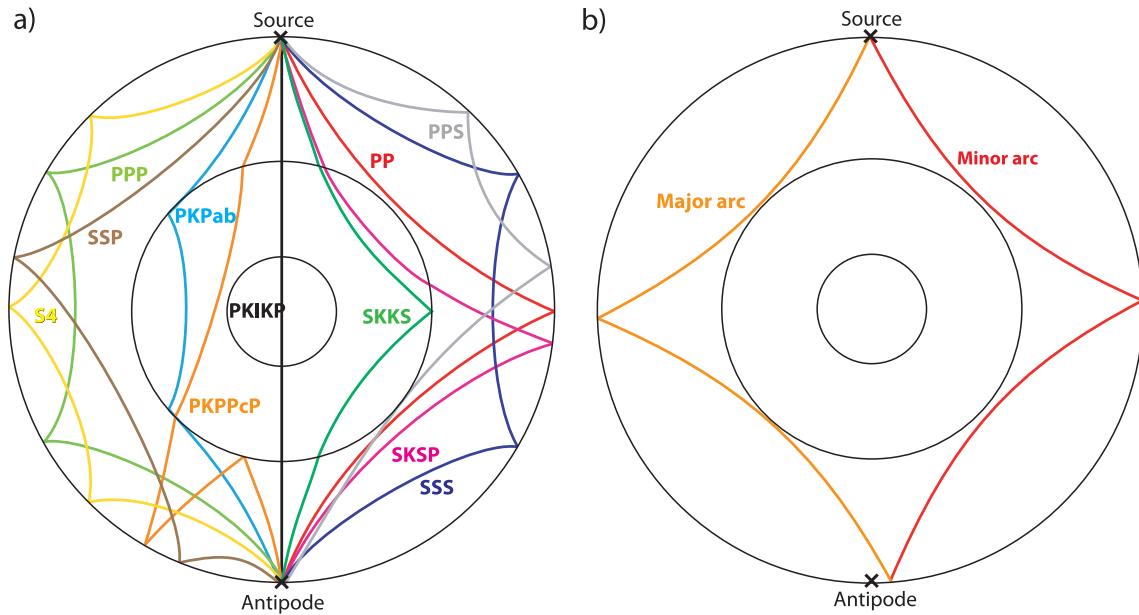 a)
Source
PPS
PP
PPP
PKPab
SSP
PKIKP
S4
SKKS
PKPPcP
SKSP
SSS
Antipode
b)
Source
Minor arc
Major arc
Antipode